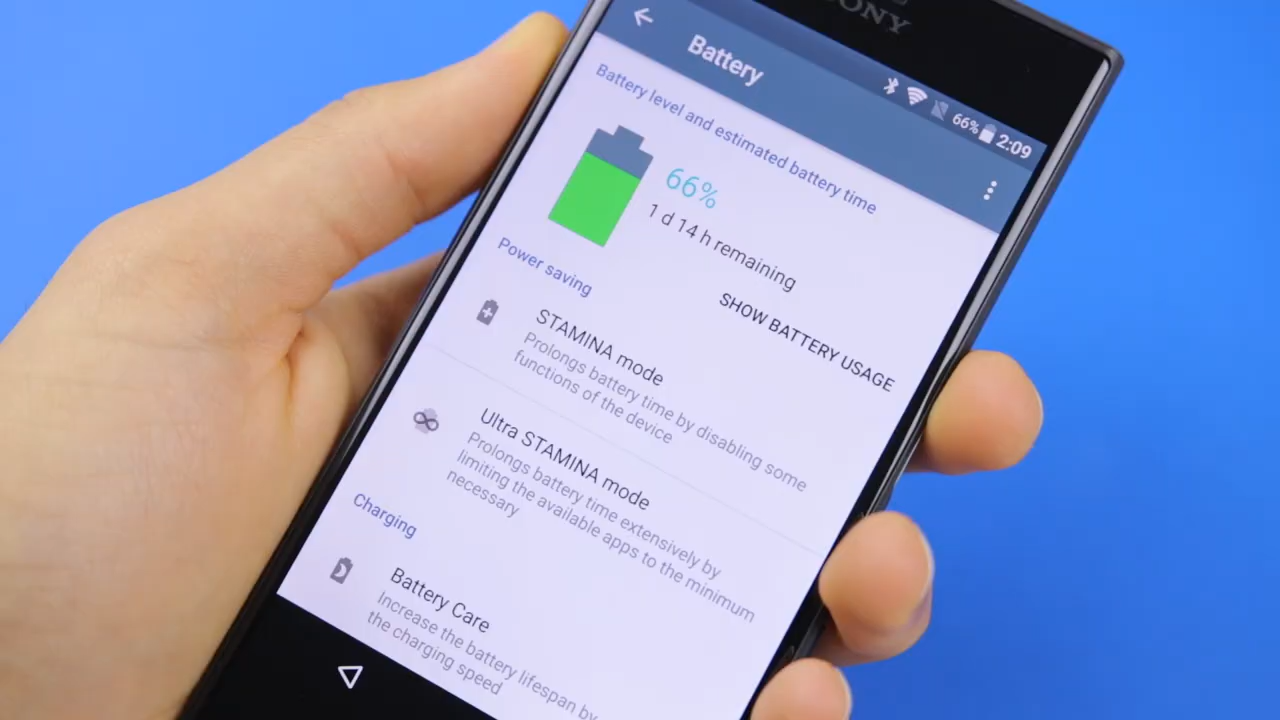 SONY
66% 2:09
Battery
Battery level and estimated battery time
66%
1 d 14 h remaining
SHOW BATTERY USAGE
Power saving
STAMINA mode
Prolongs battery time by disabling some
functions of the device
Ultra STAMINA mode
Prolongs battery time extensively by
limiting the available apps to the minimum
necessary
Charging
Battery Care
Increase the battery lifespan by
the charging speed